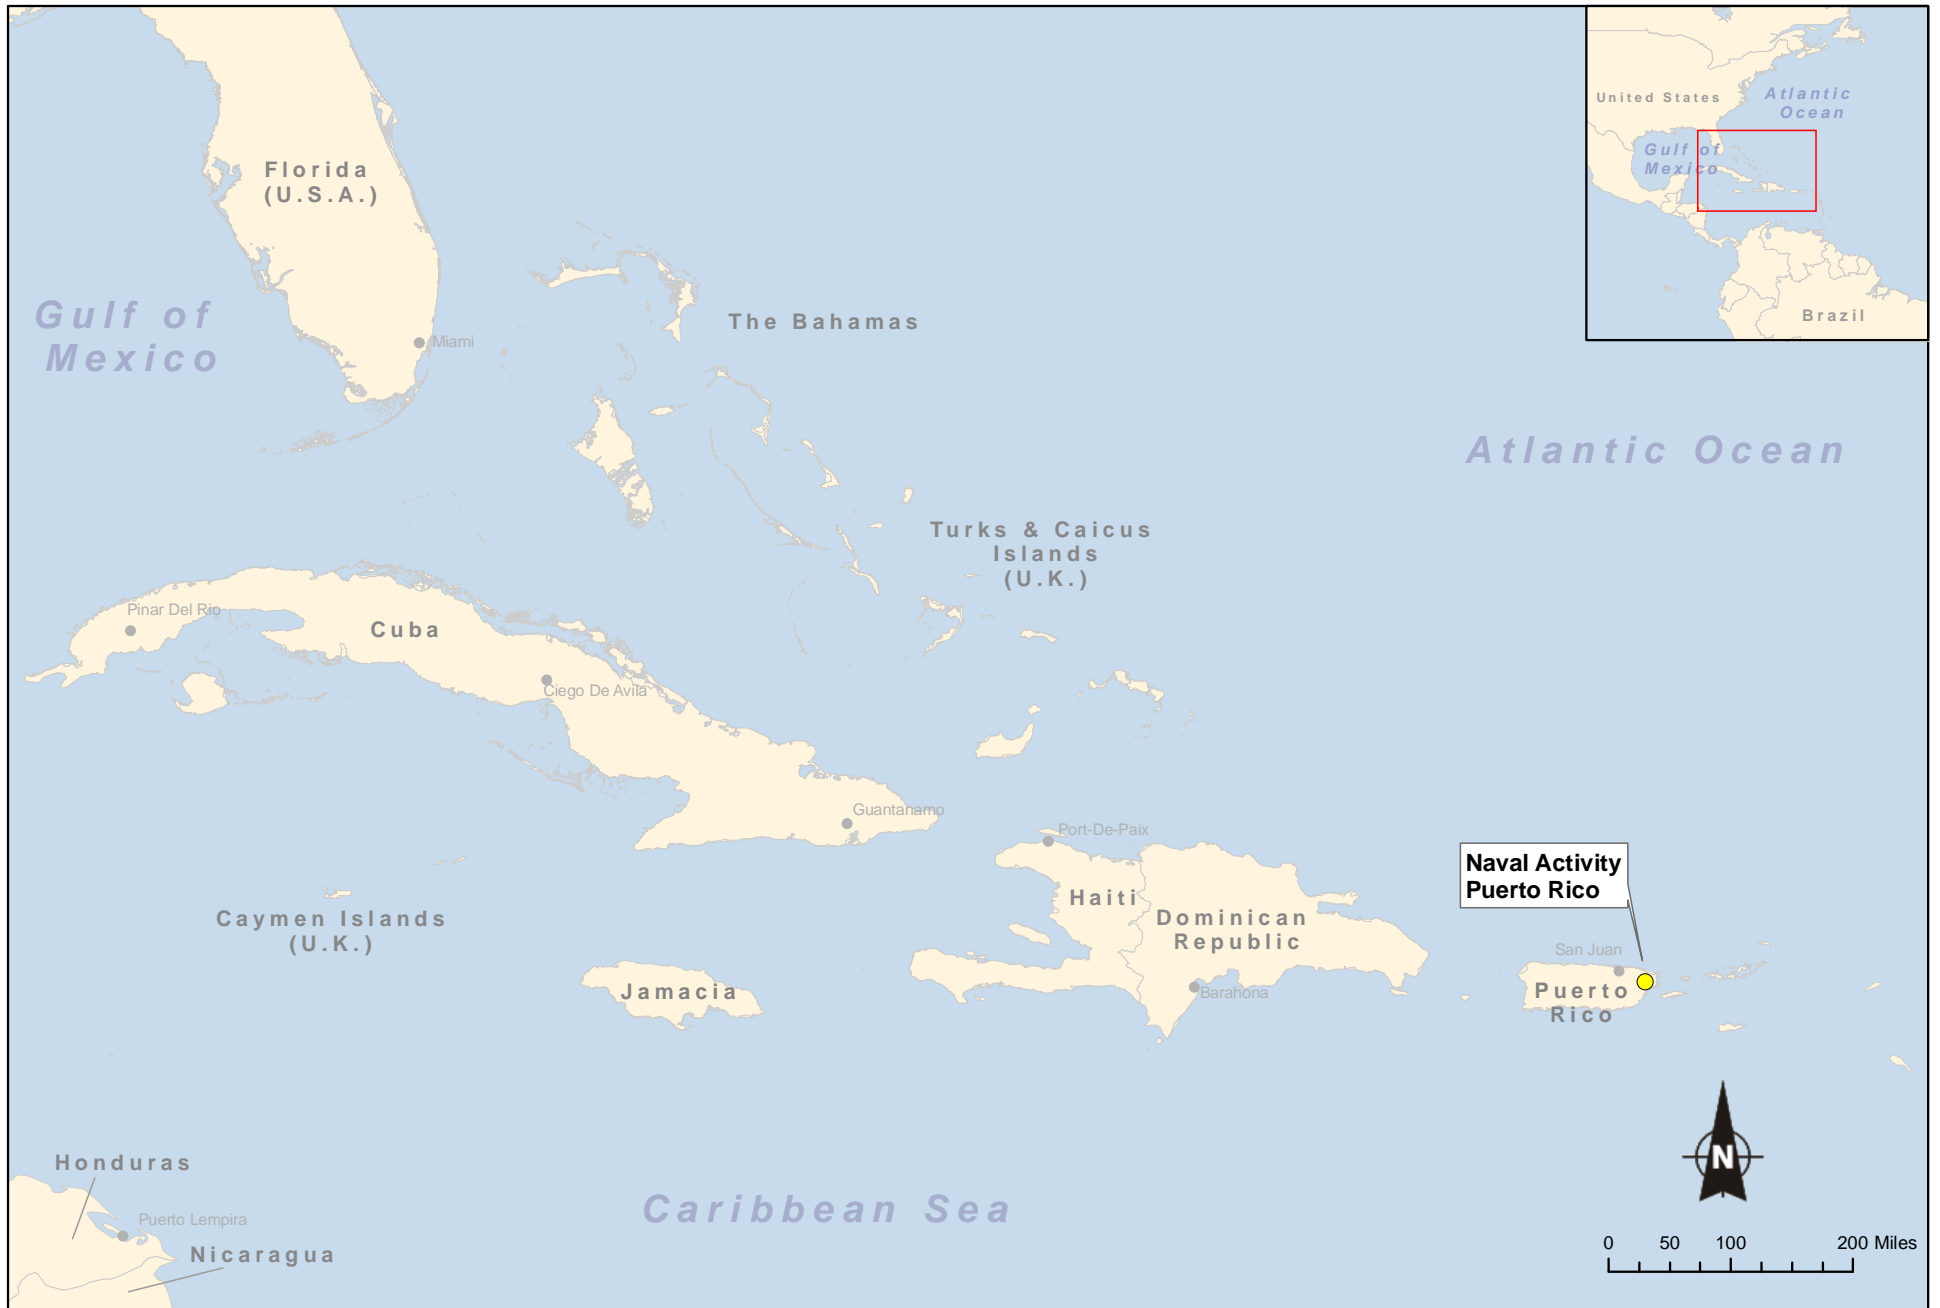 United States
Atlantic
Ocean
Gulf of
Mexico
Brazil
Florida
(U.S.A.)
Gulf of
Mexico
The Bahamas
Miami
Atlantic Ocean
Turks & Caicus
Islands
(U.K.)
Pinar Del Rio
Cuba
Ciego De Avila
Guantanamo
Port-De-Paix
Naval Activity
Puerto Rico
Haiti
Dominican
Republic
Caymen Islands
(U.K.)
San Juan
Jamacia
Barahona
Puerto
Rico
Honduras
N
Caribbean Sea
Puerto Lempira
Nicaragua
0 50 100 200 Miles